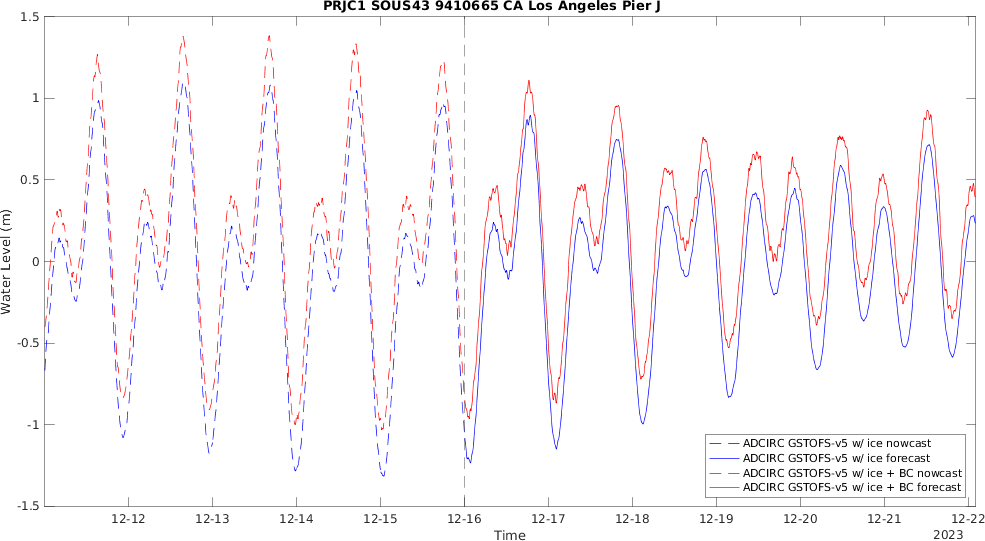 PRJC1 SOUS43 9410665 CA Los Angeles Pier J
1.5
1
0.5
0
-0.5
-1
-1.5
Water Level (m)
12-12
12-13
12-14
12-15
12-16
12-17
12-18
12-19
12-20
12-21
12-22
Time
2023
ADCIRC GSTOFS-v5 w/ ice nowcast
ADCIRC GSTOFS-v5 w/ ice forecast
ADCIRC GSTOFS-v5 w/ ice + BC nowcast
ADCIRC GSTOFS-v5 w/ ice + BC forecast